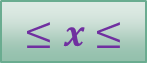 ≤ x ≤